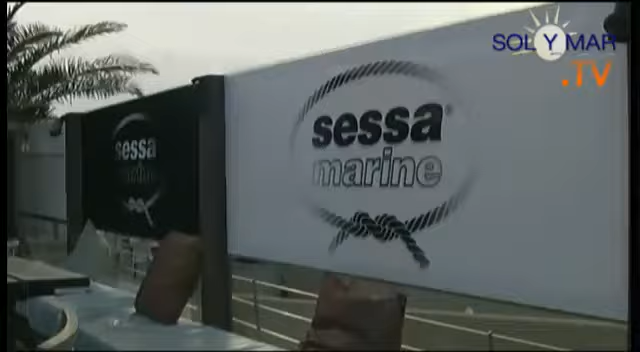 SOL Y MAR
.TV
sessa
marine
sessa®
marine